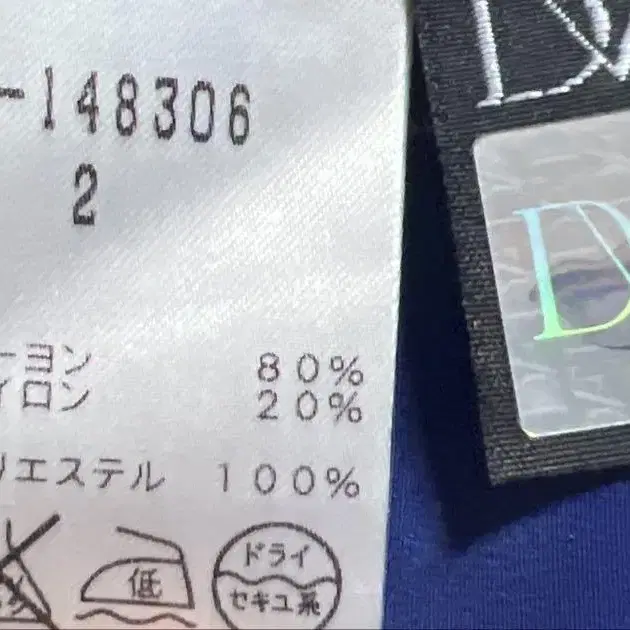 -148306
2
ーヨン 80%
イロン 20%
リエステル 100%
低
ドライ
セキユ系
D